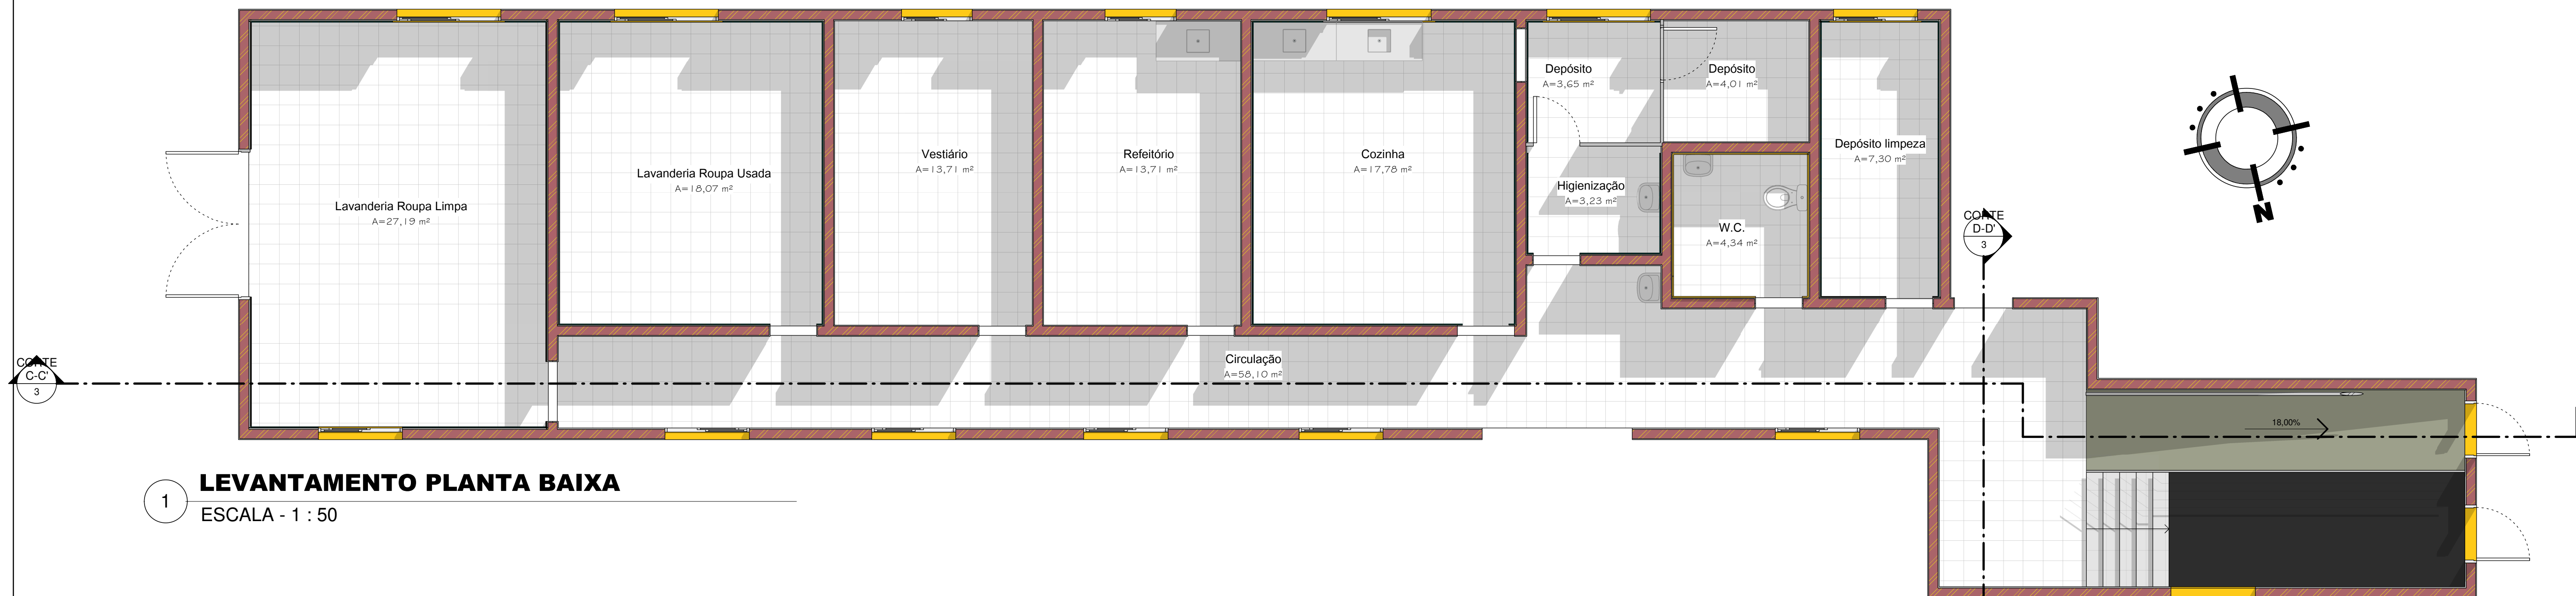 Depósito
A=3,65 m²
Depósito
A=4,01 m²
Depósito limpeza
A=7,30 m²
Vestiário
A=13,71 m²
Refeitório
A=13,71 m²
Cozinha
A=17,78 m²
Lavanderia Roupa Usada
A=18,07 m²
Higienização
A=3,23 m²
Lavanderia Roupa Limpa
A=27,19 m²
W.C.
A=4,34 m²
N
CORTE
D-D'
3
Circulação
A=58,10 m²
CORTE
C-C'
3
18,00%
1
LEVANTAMENTO PLANTA BAIXA
ESCALA - 1 : 50